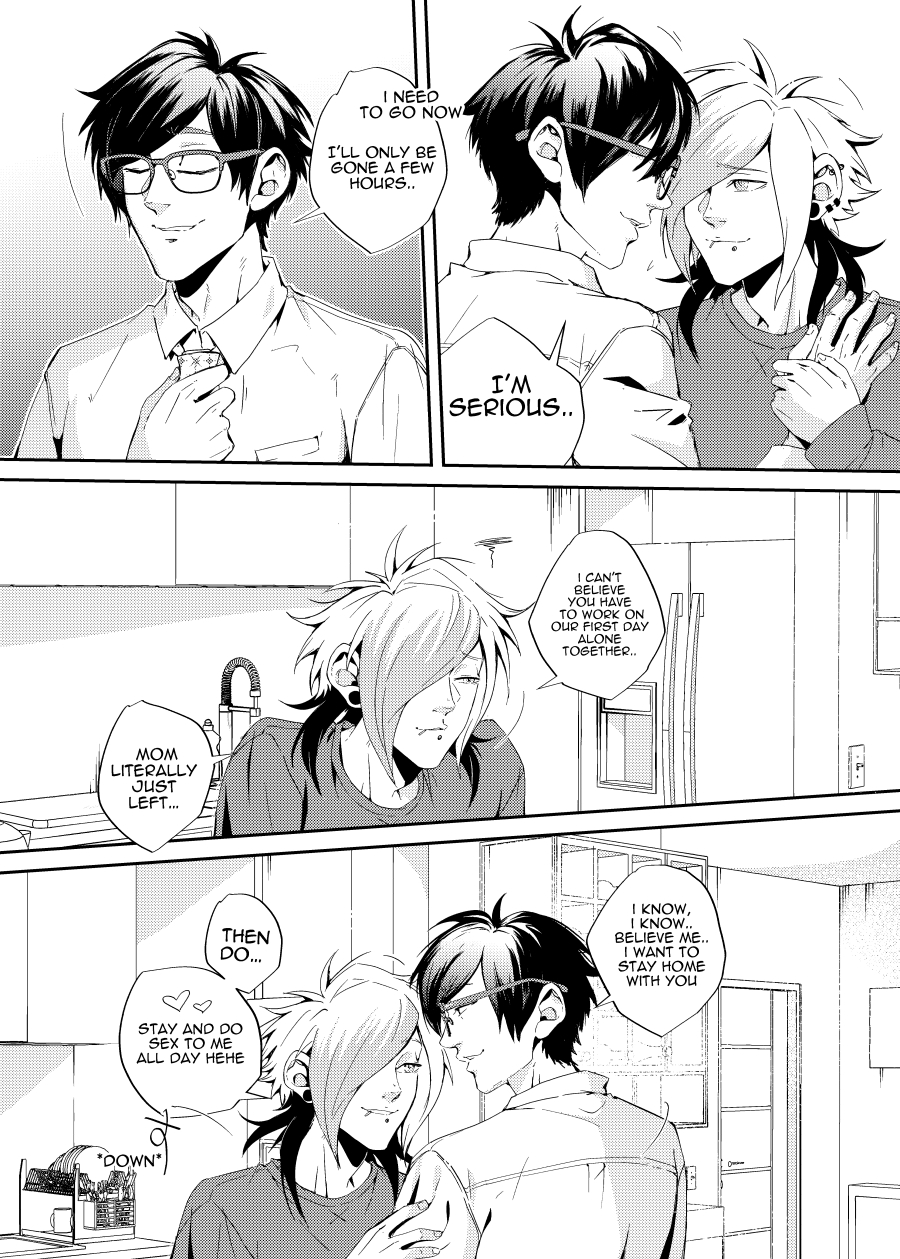 I NEED
TO GO NOW
I'LL ONLY BE
GONE A FEW
HOURS..
I'M
SERIOUS..
I CAN'T
BELIEVE
YOU HAVE
TO WORK ON
OUR FIRST DAY
ALONE
TOGETHER..
MOM
LITERALLY
JUST
LEFT...
I KNOW,
I KNOW..
BELIEVE ME..
I WANT TO
STAY HOME
WITH YOU
THEN
DO...
STAY AND DO
SEX TO ME
ALL DAY HEHE
*DOWN*